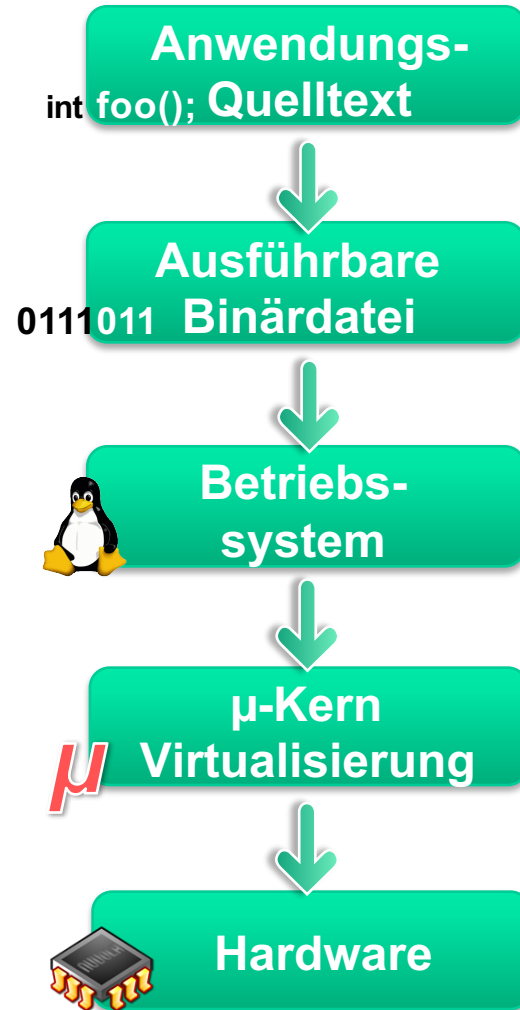 Anwendungs-
int foo(); Quelltext
Ausführbare
0111011 Binärdatei
Betriebs-
system
µ-Kern
µ Virtualisierung
Hardware